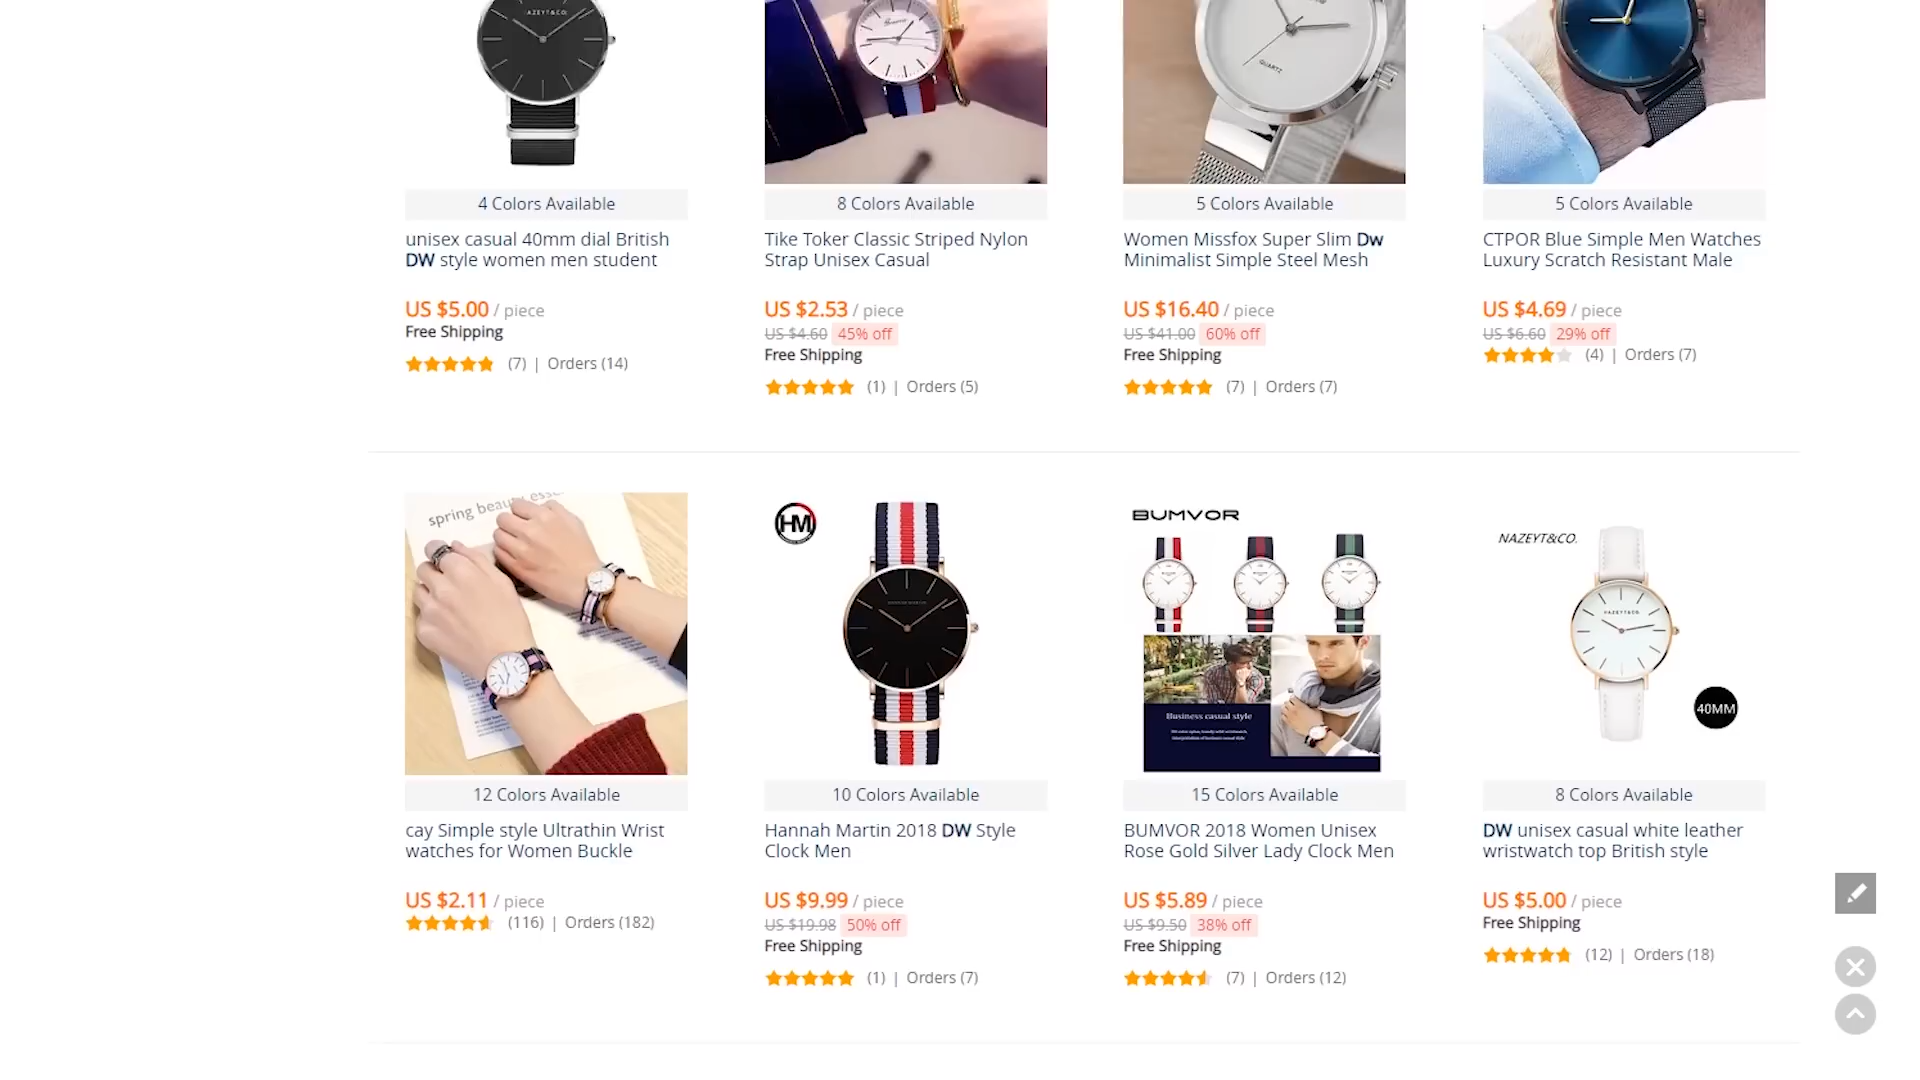 AZEYT&CO.
QUARTZ
4 Colors Available
8 Colors Available
5 Colors Available
5 Colors Available
unisex casual 40mm dial British
DW style women men student
Tike Toker Classic Striped Nylon
Strap Unisex Casual
Women Missfox Super Slim Dw
Minimalist Simple Steel Mesh
CTPOR Blue Simple Men Watches
Luxury Scratch Resistant Male
US $5.00 / piece
Free Shipping
(7) | Orders (14)
US $2.53 / piece
US $4.60 45% off
Free Shipping
(1) | Orders (5)
US $16.40 / piece
US $41.00 60% off
Free Shipping
(7) | Orders (7)
US $4.69 / piece
US $6.60 29% off
(4) | Orders (7)
spring beauty esse
HM
BUMVOR
Business casual style
NAZEYT&CO.
NAZEYT&CO.
40MM
12 Colors Available
10 Colors Available
15 Colors Available
8 Colors Available
cay Simple style Ultrathin Wrist
watches for Women Buckle
Hannah Martin 2018 DW Style
Clock Men
BUMVOR 2018 Women Unisex
Rose Gold Silver Lady Clock Men
DW unisex casual white leather
wristwatch top British style
US $2.11 / piece
(116) | Orders (182)
US $9.99 / piece
US $19.98 50% off
Free Shipping
(1) | Orders (7)
US $5.89 / piece
US $9.50 38% off
Free Shipping
(7) | Orders (12)
US $5.00 / piece
Free Shipping
(12) | Orders (18)